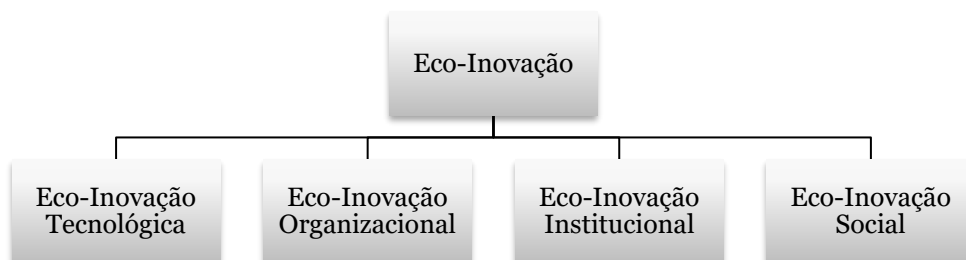 Eco-Inovação
Eco-Inovação
Tecnológica
Eco-Inovação
Organizacional
Eco-Inovação
Institucional
Eco-Inovação
Social